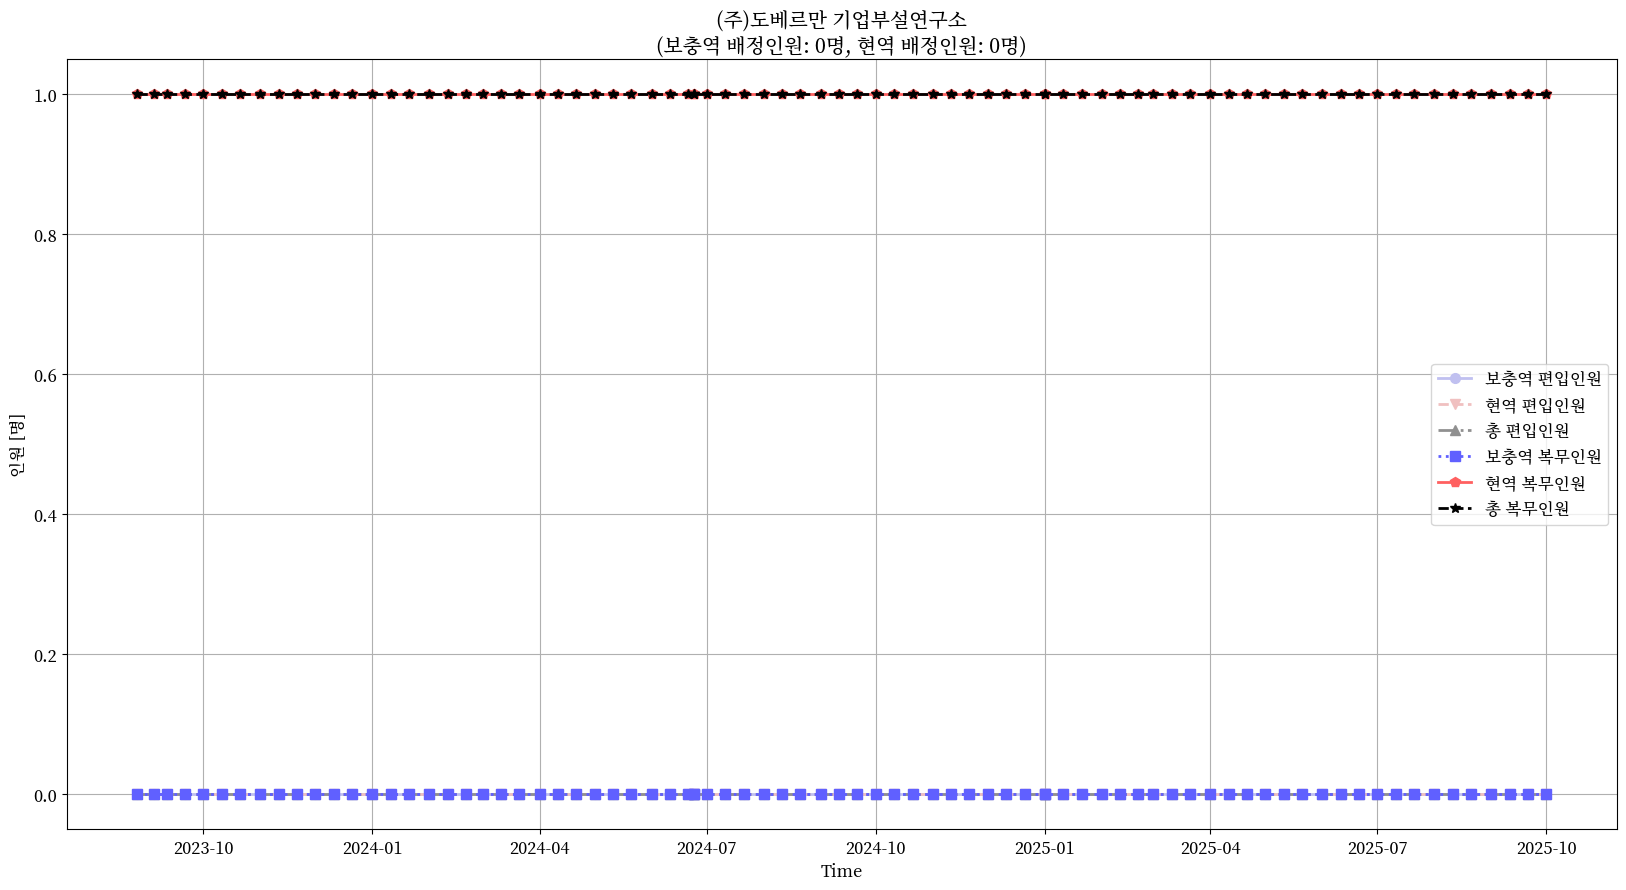 (주)도베르만 기업부설연구소
(보충역 배정인원: 0명, 현역 배정인원: 0명)
1.0
0.8
0.6
0.4
0.2
0.0
인원 [명]
보충역 편입인원
현역 편입인원
총 편입인원
보충역 복무인원
현역 복무인원
총 복무인원
2023-10
2024-01
2024-04
2024-07
2024-10
2025-01
2025-04
2025-07
2025-10
Time